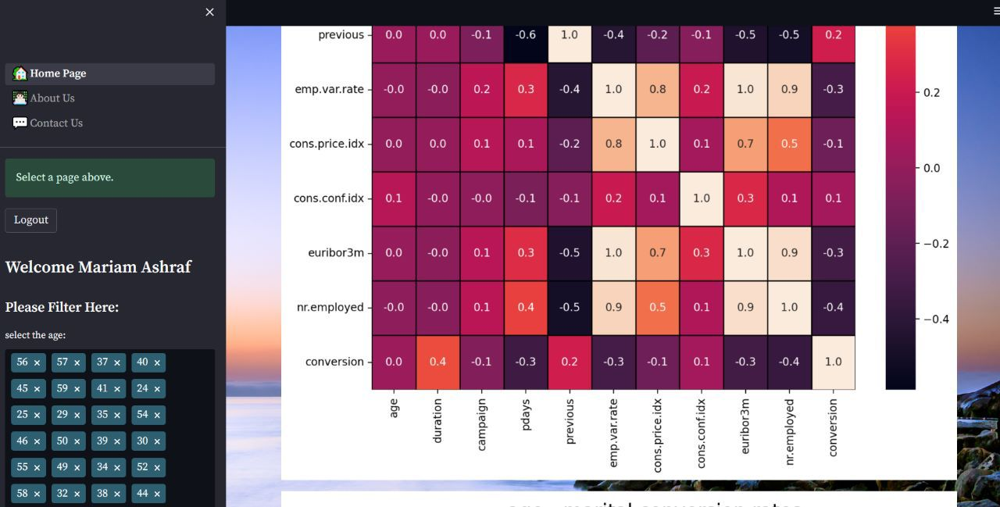 ×
Home Page
About Us
Contact Us
Select a page above.
Logout
Welcome Mariam Ashraf
Please Filter Here:
select the age:
56 × 57 × 37 × 40 ×
45 × 59 × 41 × 24 ×
25 × 29 × 35 × 54 ×
46 × 50 × 39 × 30 ×
55 × 49 × 34 × 52 ×
58 × 32 × 38 × 44 ×
previous 0.0 0.0 -0.1 -0.6 1.0 -0.4 -0.2 -0.1 -0.5 -0.5 0.2
emp.var.rate -0.0 -0.0 0.2 0.3 -0.4 1.0 0.8 0.2 1.0 0.9 -0.3
cons.price.idx 0.0 0.0 0.1 0.1 -0.2 0.8 1.0 0.1 0.7 0.5 -0.1
cons.conf.idx 0.1 -0.0 -0.0 -0.1 -0.1 0.2 0.1 1.0 0.3 0.1 0.1
euribor3m 0.0 -0.0 0.1 0.3 -0.5 1.0 0.7 0.3 1.0 0.9 -0.3
nr.employed -0.0 -0.0 0.1 0.4 -0.5 0.9 0.5 0.1 0.9 1.0 -0.4
conversion 0.0 0.4 -0.1 -0.3 0.2 -0.3 -0.1 0.1 -0.3 -0.4 1.0
age duration campaign pdays previous emp.var.rate cons.price.idx cons.conf.idx euribor3m nr.employed conversion
0.2
0.0
−0.2
−0.4